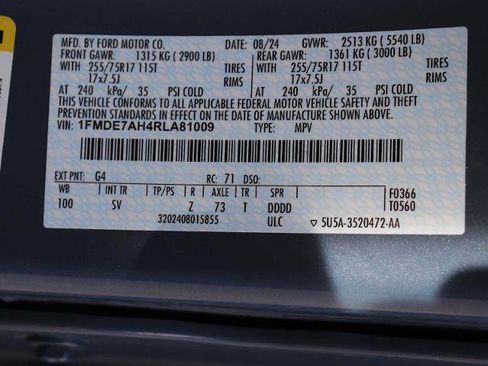 MFD. BY FORD MOTOR CO. 08/24 GVWR: 2513 KG ( 5540 LB)
FRONT GAWR: 1315 KG ( 2900 LB) REAR GAWR: 1361 KG ( 3000 LB)
WITH 255/75R17 115T TIRES WITH 255/75R17 115T TIRES
17x7.5J RIMS 17x7.5J RIMS
AT 240 kPa/ 35 PSI COLD AT 240 kPa/ 35 PSI COLD
THIS VEHICLE CONFORMS TO ALL APPLICABLE FEDERAL MOTOR VEHICLE SAFETY AND THEFT
PREVENTION STANDARDS IN EFFECT ON THE DATE OF MANUFACTURE SHOWN ABOVE.
VIN: 1FMDE7AH4RLA81009 TYPE: MPV
EXT PNT: G4 RC: 71 DSO:
WB INT TR TP/PS R AXLE TR SPR F0366
100 SV Z 73 T DDDD T0560
3202408015855 ULC ▽ 5U5A-3520472-AA